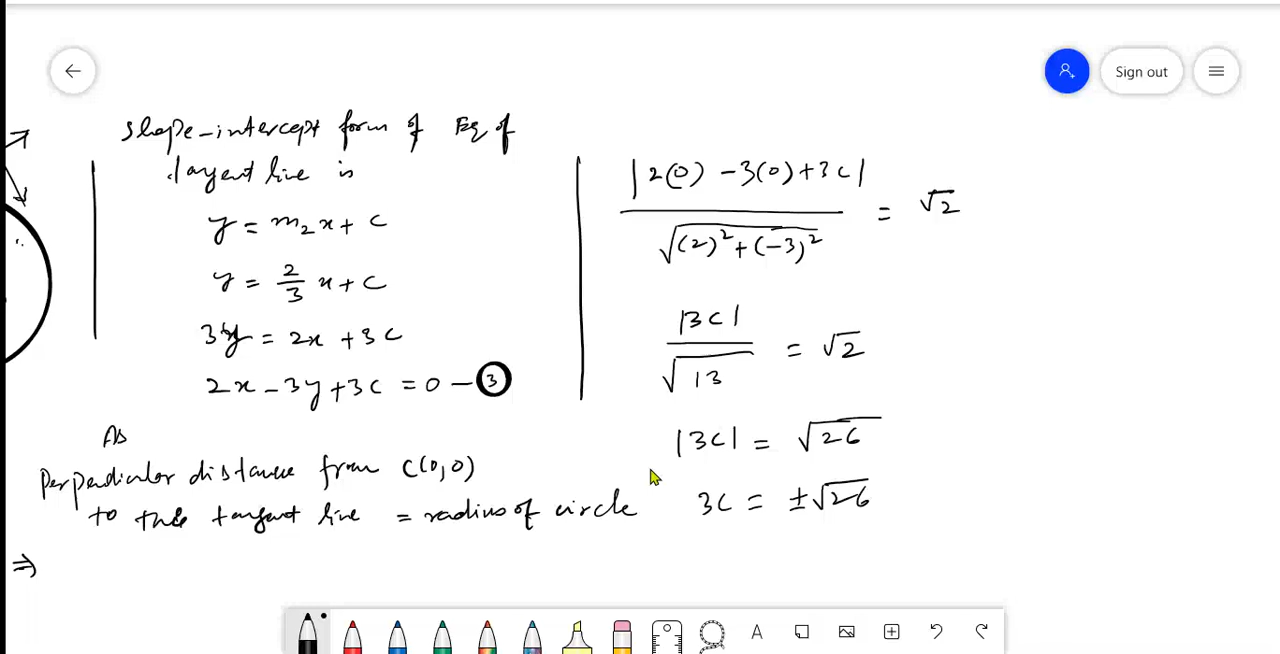 Sign out
slope-intercept form of Eq of
tangent line is
y = m₂x + c
y = 2/3 x + c
3y = 2x + 3c
2x - 3y + 3c = 0 - ③
As
Perpendicular distance from C(0,0)
to the tangent line = radius of circle
⇒
|2(0) - 3(0) + 3c| / √((2)² + (-3)²) = √2
|3c| / √13 = √2
|3c| = √26
3c = ±√26
A